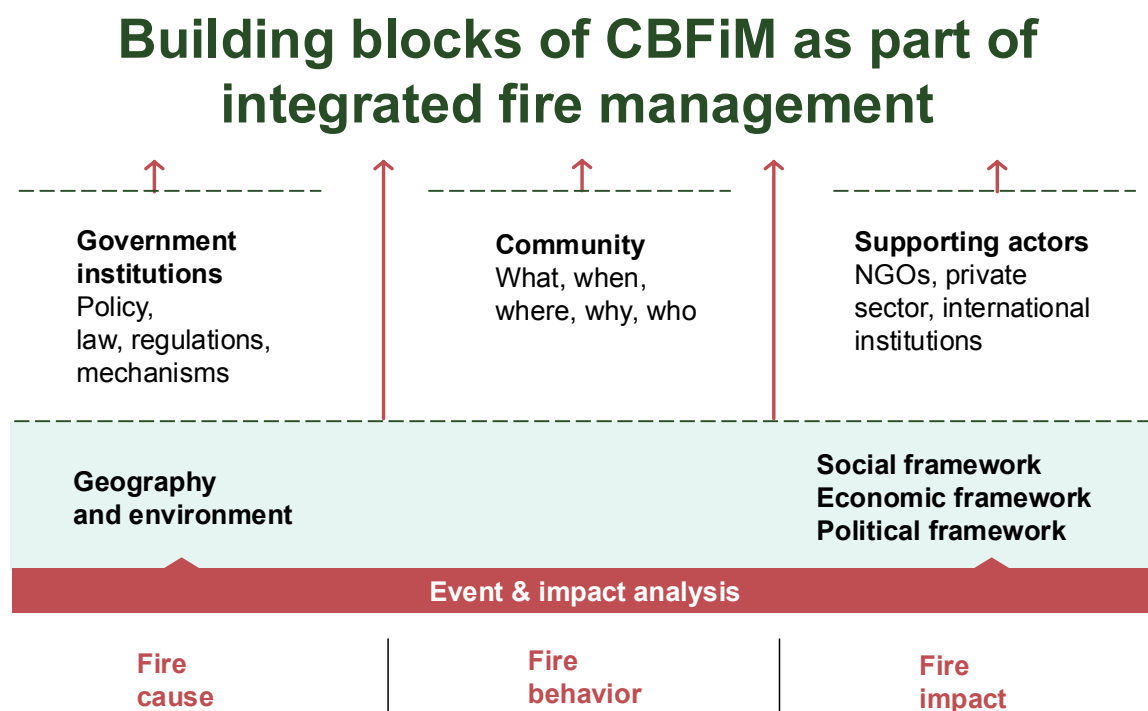 Building blocks of CBFiM as part of
integrated fire management
Government
institutions
Policy,
law, regulations,
mechanisms
Community
What, when,
where, why, who
Supporting actors
NGOs, private
sector, international
institutions
Geography
and environment
Social framework
Economic framework
Political framework
Event & impact analysis
Fire
cause
Fire
behavior
Fire
impact